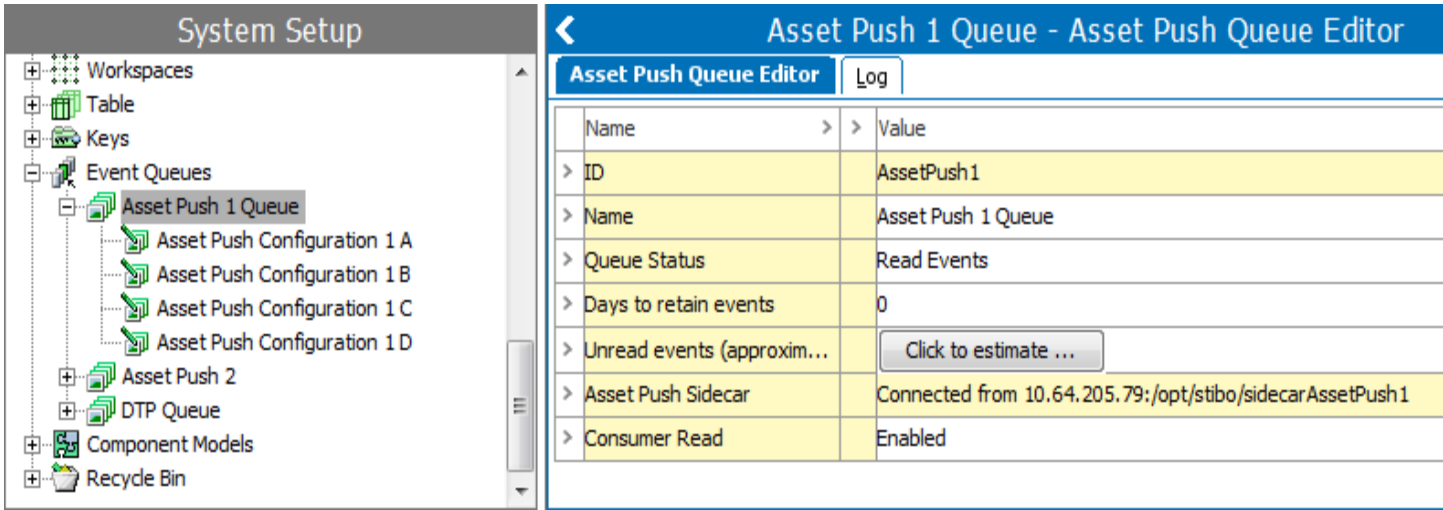 System Setup
Workspaces
Table
Keys
Event Queues
Asset Push 1 Queue
Asset Push Configuration 1 A
Asset Push Configuration 1 B
Asset Push Configuration 1 C
Asset Push Configuration 1 D
Asset Push 2
DTP Queue
Component Models
Recycle Bin
Asset Push 1 Queue - Asset Push Queue Editor
Asset Push Queue Editor Log
Name > > Value
> ID AssetPush1
> Name Asset Push 1 Queue
> Queue Status Read Events
> Days to retain events 0
> Unread events (approxim... Click to estimate ...
> Asset Push Sidecar Connected from 10.64.205.79:/opt/stibo/sidecarAssetPush1
> Consumer Read Enabled